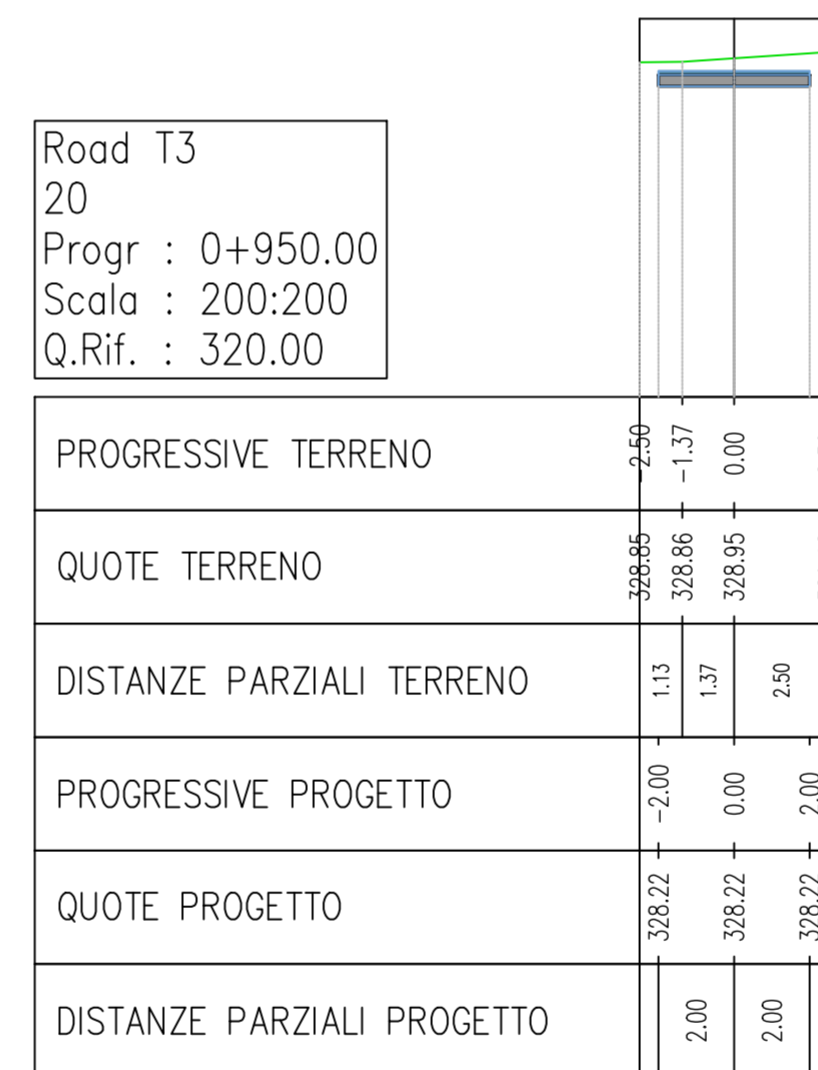 Road T3
20
Progr : 0+950.00
Scala : 200:200
Q.Rif. : 320.00
PROGRESSIVE TERRENO -2.50 -1.37 0.00
QUOTE TERRENO 328.85 328.86 328.95
DISTANZE PARZIALI TERRENO 1.13 1.37 2.50
PROGRESSIVE PROGETTO -2.00 0.00 2.00
QUOTE PROGETTO 328.22 328.22 328.22
DISTANZE PARZIALI PROGETTO 2.00 2.00